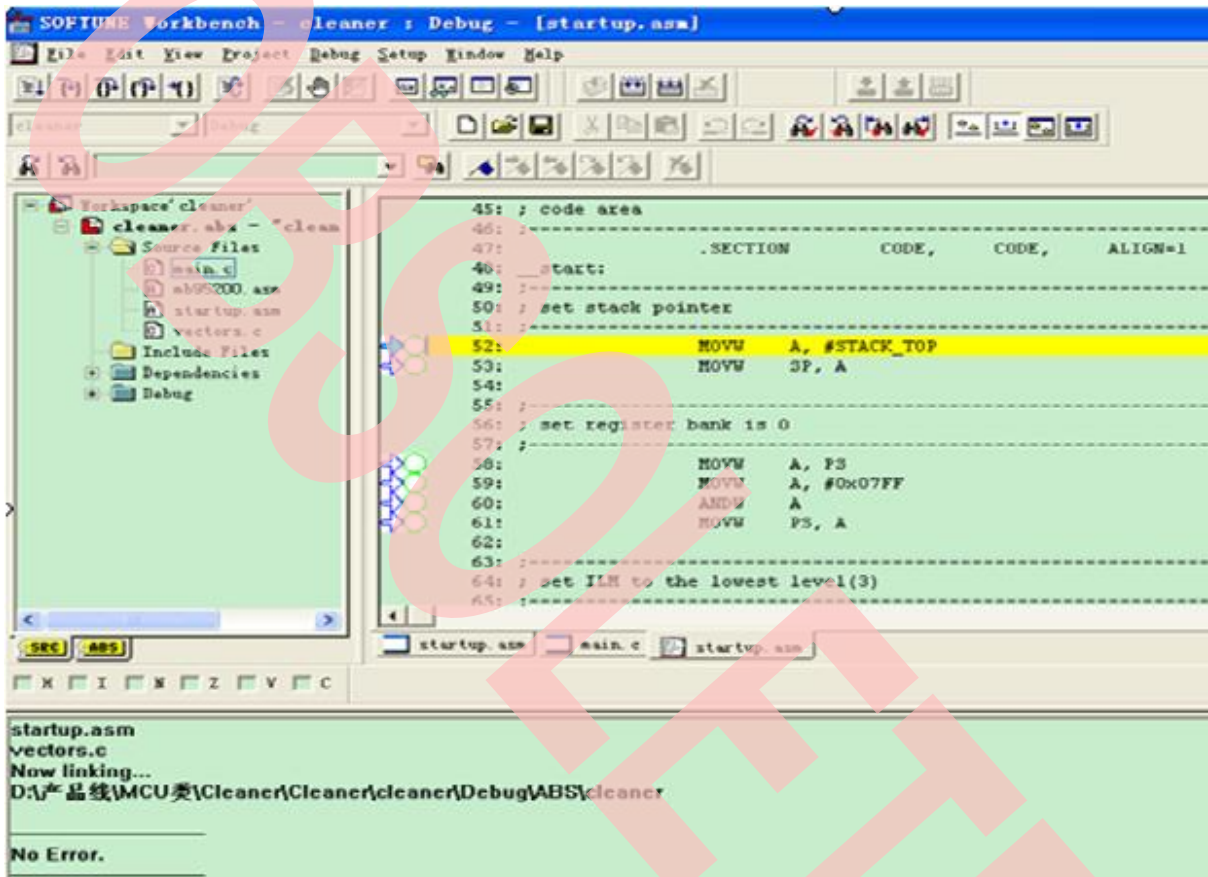 SOFTUNE Workbench - cleaner : Debug - [startup.asm]
File Edit View Project Debug Setup Window Help
cleaner Debug
Workspace'cleaner'
cleaner.abs - "clean
Source Files
main.c
mb95200.asm
startup.asm
vectors.c
Include Files
Dependencies
Debug
SRC ABS
45: ; code area
46: ;------------------------------------------------------------
47: .SECTION CODE, CODE, ALIGN=1
48: __start:
49: ;------------------------------------------------------------
50: ; set stack pointer
51: ;------------------------------------------------------------
52: MOVW A, #STACK_TOP
53: MOVW SP, A
54:
55: ;------------------------------------------------------------
56: ; set register bank is 0
57: ;------------------------------------------------------------
58: MOVW A, PS
59: MOVW A, #0x07FF
60: ANDW A
61: MOVW PS, A
62:
63: ;------------------------------------------------------------
64: ; set ILM to the lowest level(3)
65: ;------------------------------------------------------------
startup.asm main.c startup.asm
H I N Z V C
startup.asm
vectors.c
Now linking...
D:\产品线\MCU类\Cleaner\Cleaner\cleaner\Debug\ABS\cleaner
No Error.